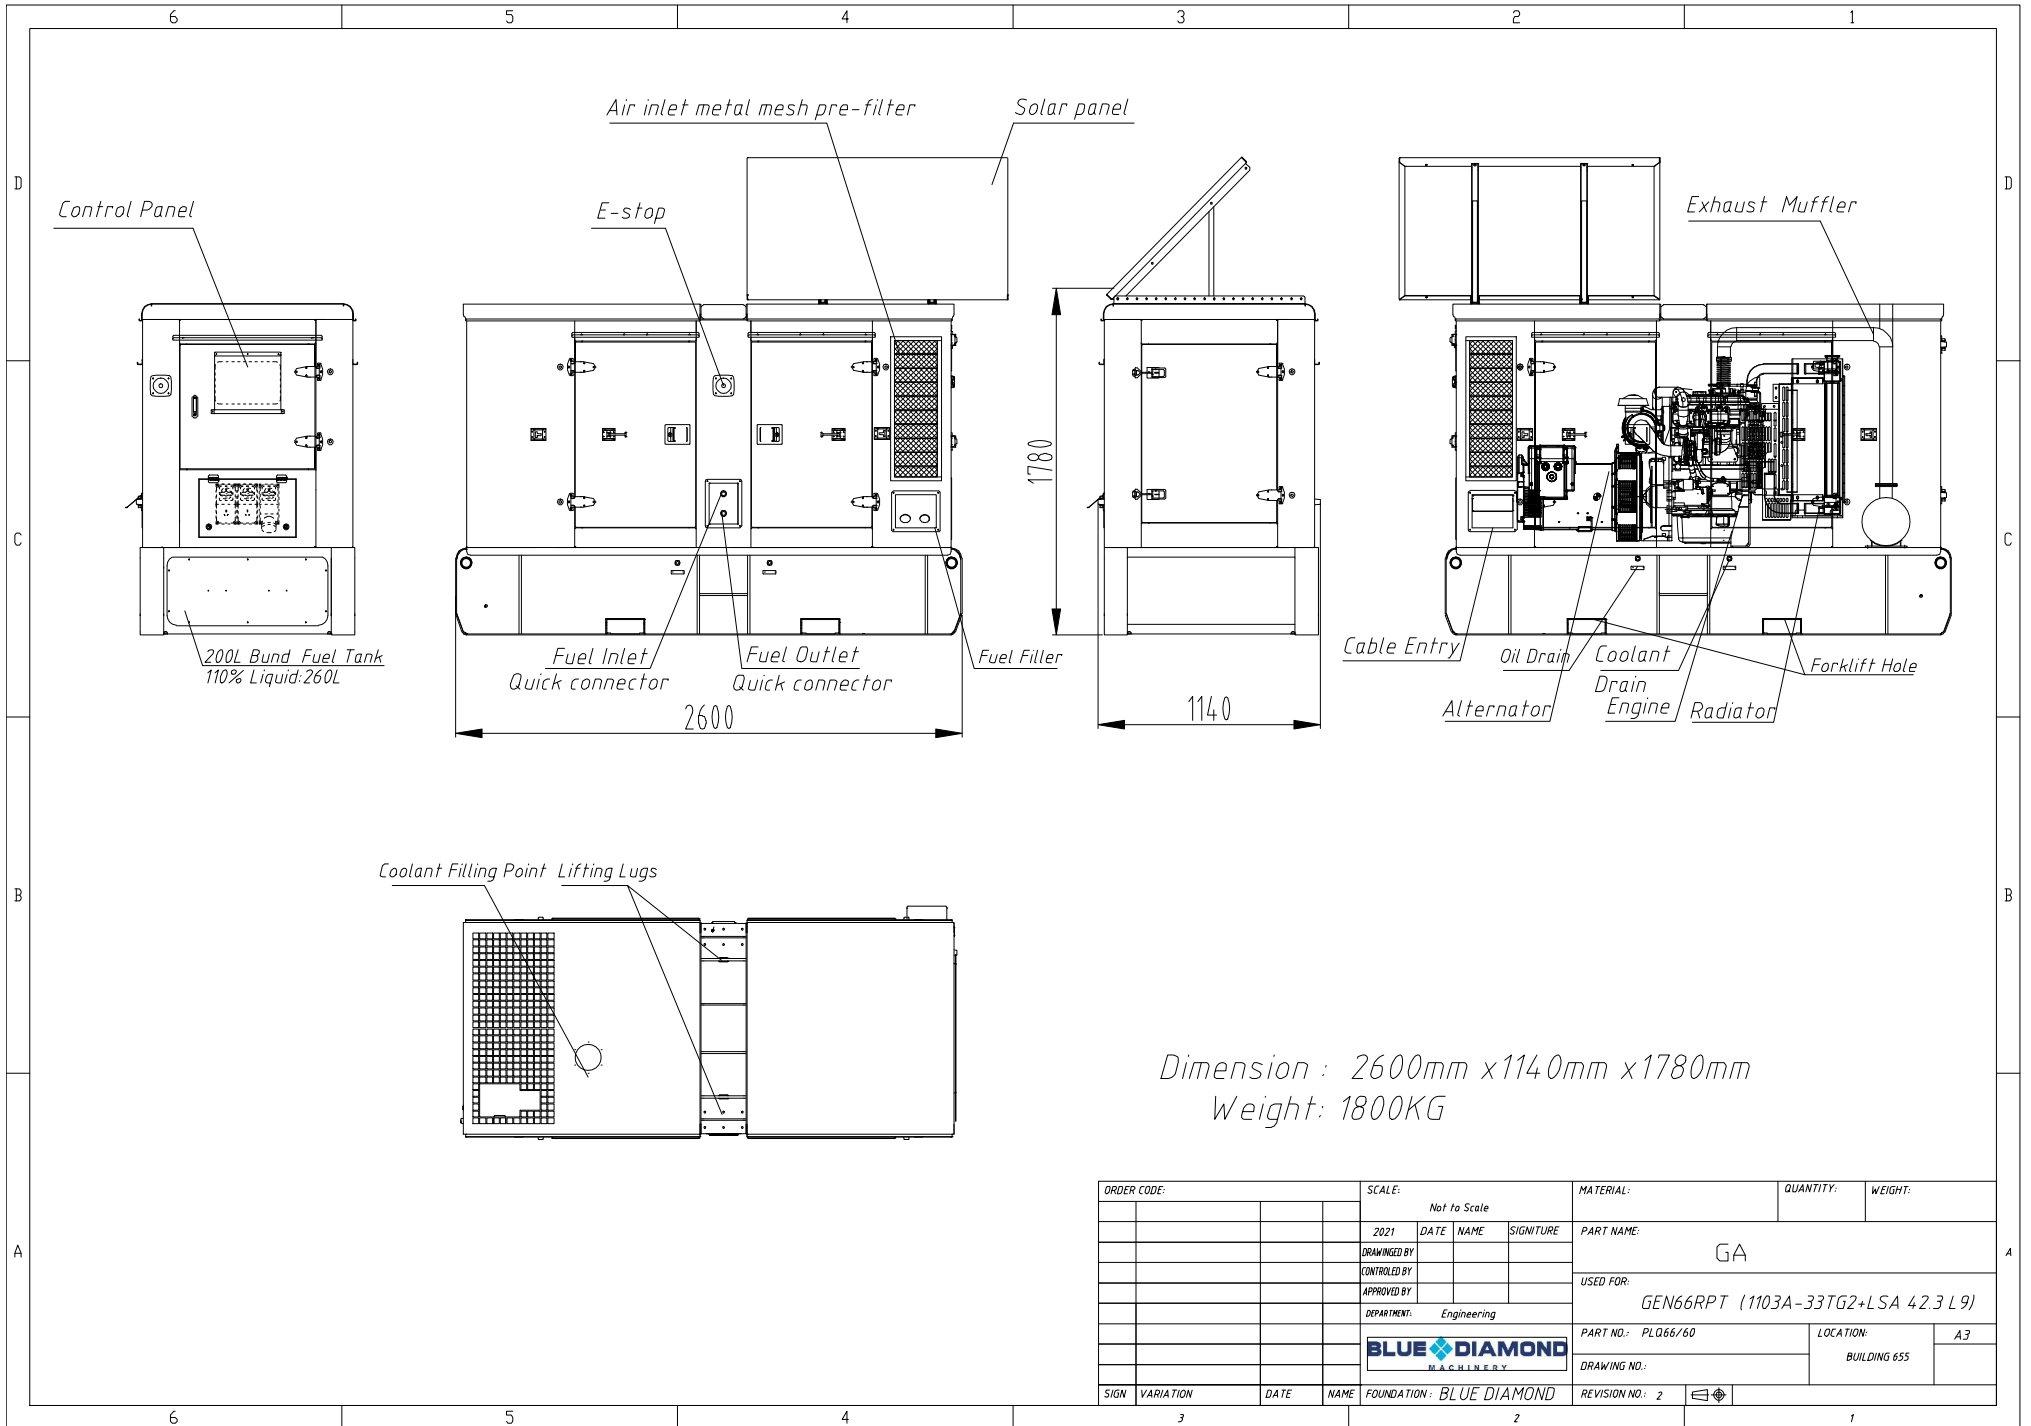 6 5 4 3 2 1
Air inlet metal mesh pre-filter
Solar panel
D
D
Control Panel
E-stop
Exhaust Muffler
1780
C
C
200L Bund Fuel Tank
110% Liquid:260L
Fuel Inlet
Quick connector
Fuel Outlet
Quick connector
Fuel Filler
2600
1140
Cable Entry
Oil Drain
Coolant
Drain
Forklift Hole
Alternator
Engine
Radiator
Coolant Filling Point
Lifting Lugs
B
B
Dimension : 2600mm x1140mm x1780mm
Weight: 1800KG
A
A
ORDER CODE:
SIGN VARIATION DATE NAME
SCALE:
Not to Scale
2021 DATE NAME SIGNITURE
DRAWINGED BY
CONTROLED BY
APPROVED BY
DEPARTMENT: Engineering
BLUE DIAMOND
MACHINERY
FOUNDATION : BLUE DIAMOND
MATERIAL: QUANTITY: WEIGHT:
PART NAME:
GA
USED FOR:
GEN66RPT (1103A-33TG2+LSA 42.3 L9)
PART NO.: PLQ66/60
LOCATION:
BUILDING 655
A3
DRAWING NO.:
REVISION NO.: 2
6 5 4 3 2 1